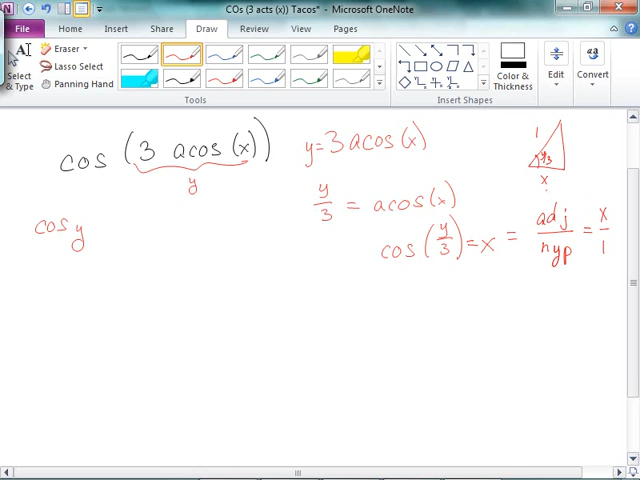 COs (3 acts (x)) Tacos* - Microsoft OneNote
File Home Insert Share Draw Review View
Select & Type
Eraser
Lasso Select
Panning Hand
Tools
Insert Shapes
Color & Thickness
Edit
Convert
cos (3 acos (x))
y
y = 3 acos (x)
1
y/3
x
y/3 = acos (x)
cos (y/3) = x = adj/hyp = x/1
cos y